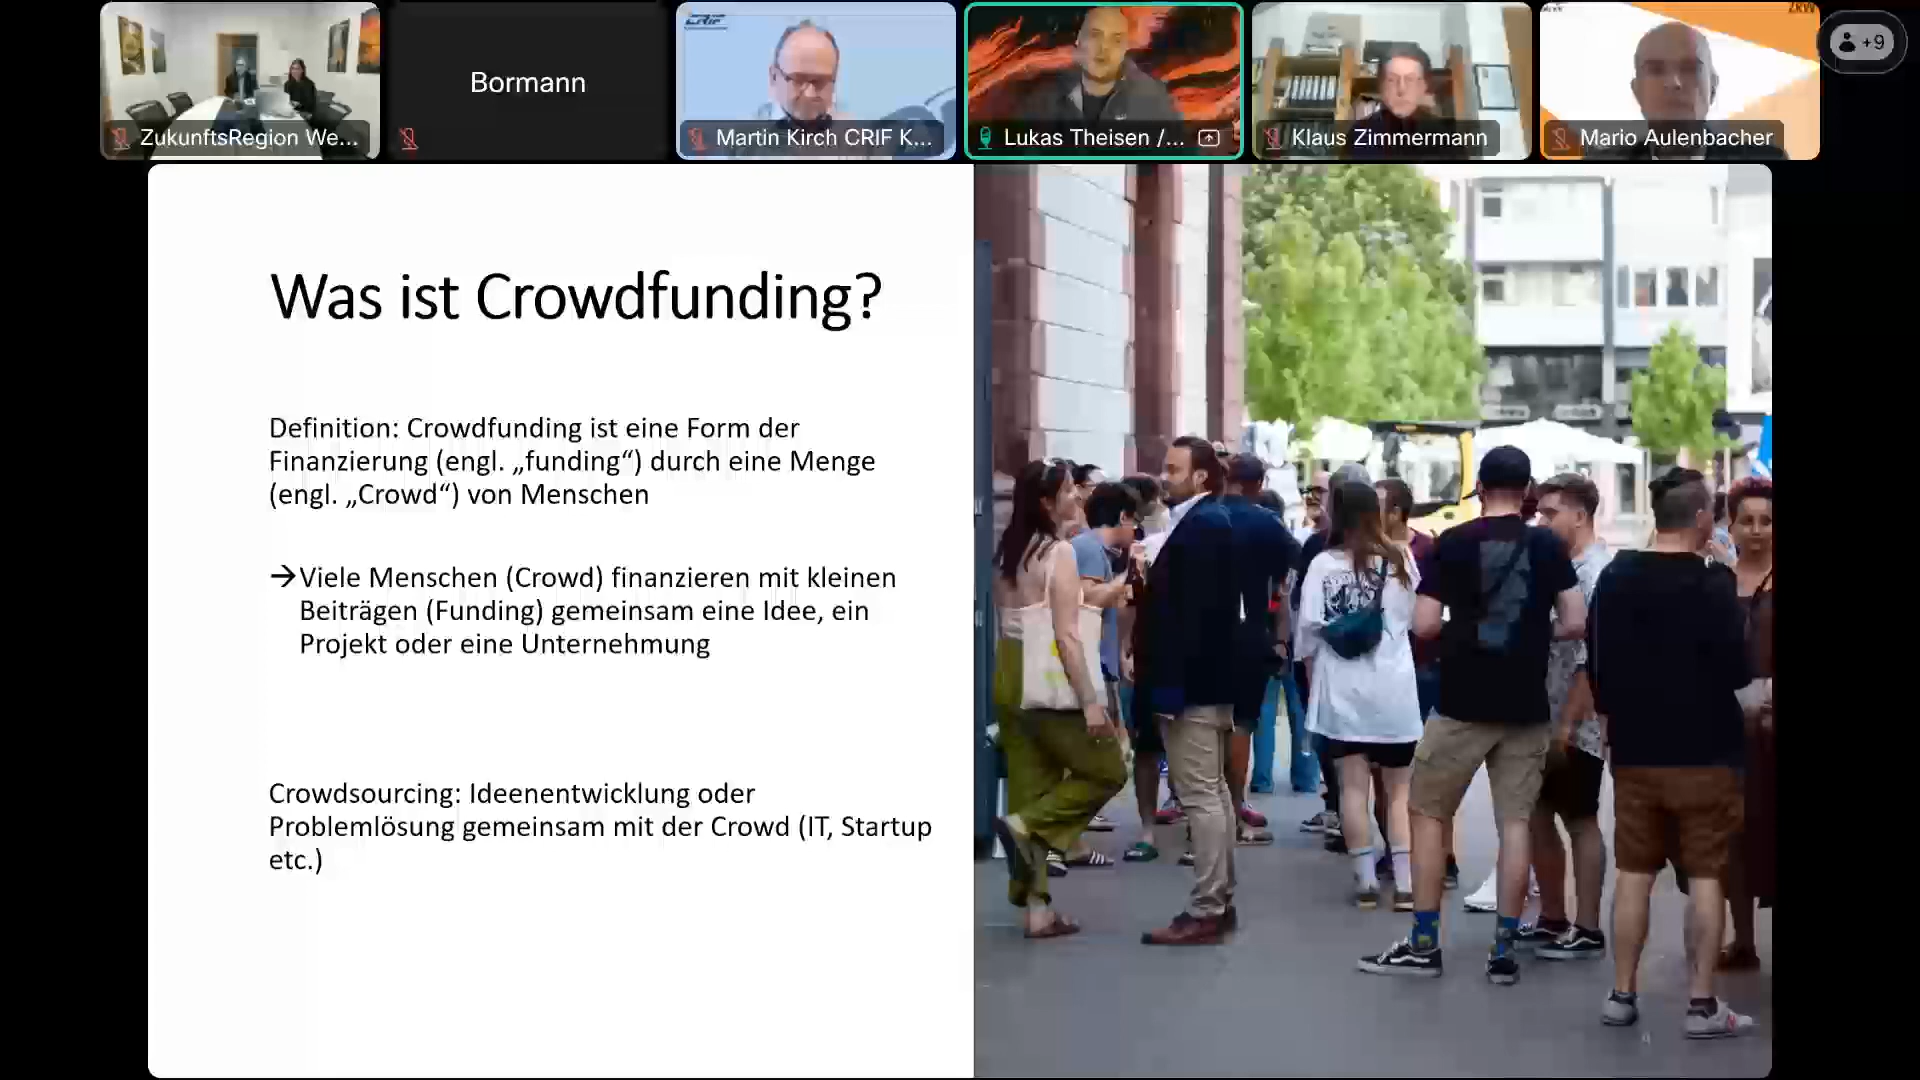 ZukunftsRegion We...
Bormann
Martin Kirch CRIF K...
Lukas Theisen /...
Klaus Zimmermann
Mario Aulenbacher
ZRW
+9
Was ist Crowdfunding?
Definition: Crowdfunding ist eine Form der
Finanzierung (engl. „funding“) durch eine Menge
(engl. „Crowd“) von Menschen
→Viele Menschen (Crowd) finanzieren mit kleinen
Beiträgen (Funding) gemeinsam eine Idee, ein
Projekt oder eine Unternehmung
Crowdsourcing: Ideenentwicklung oder
Problemlösung gemeinsam mit der Crowd (IT, Startup
etc.)